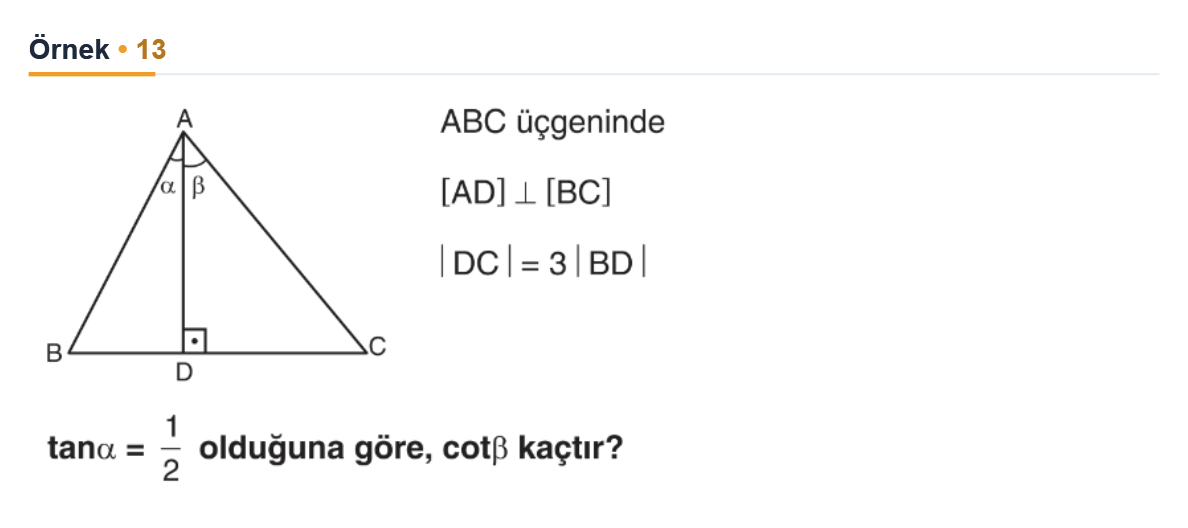 Örnek • 13
A
ABC üçgeninde
α β
[AD] ⊥ [BC]
| DC | = 3 | BD |
B
C
D
tanα = 1/2 olduğuna göre, cotβ kaçtır?